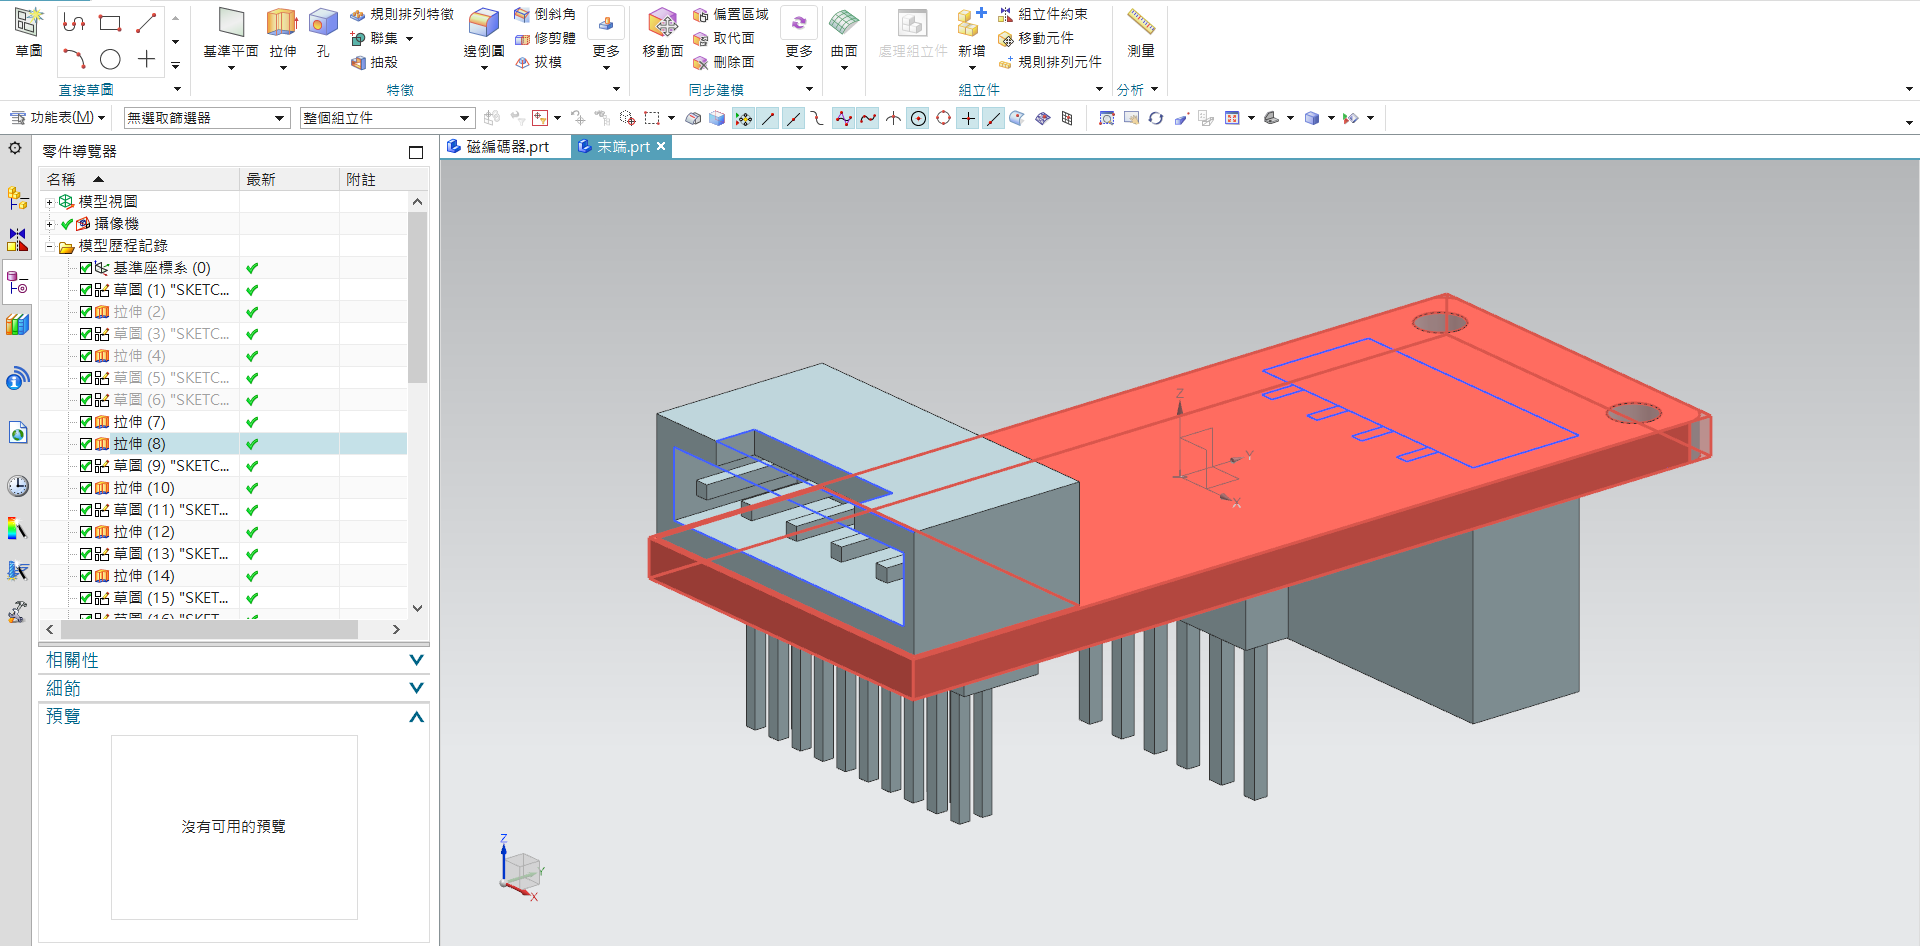 草圖
直接草圖
基準平面
拉伸
孔
規則排列特徵
聯集
抽殼
邊倒圓
倒斜角
修剪體
拔模
更多
特徵
移動面
偏置區域
取代面
刪除面
更多
同步建模
曲面
處理組立件
新增
組立件約束
移動元件
規則排列元件
組立件
測量
分析
功能表(M)
無選取篩選器
整個組立件
零件導覽器
磁編碼器.prt
末端.prt
名稱 最新 附註
模型視圖
攝像機
模型歷程記錄
基準座標系 (0)
草圖 (1) "SKETC...
拉伸 (2)
草圖 (3) "SKETC...
拉伸 (4)
草圖 (5) "SKETC...
草圖 (6) "SKETC...
拉伸 (7)
拉伸 (8)
草圖 (9) "SKETC...
拉伸 (10)
草圖 (11) "SKET...
拉伸 (12)
草圖 (13) "SKET...
拉伸 (14)
草圖 (15) "SKET...
草圖 (16) "SKET...
相關性
細節
預覽
沒有可用的預覽
Z
Y
X
Z
Y
X